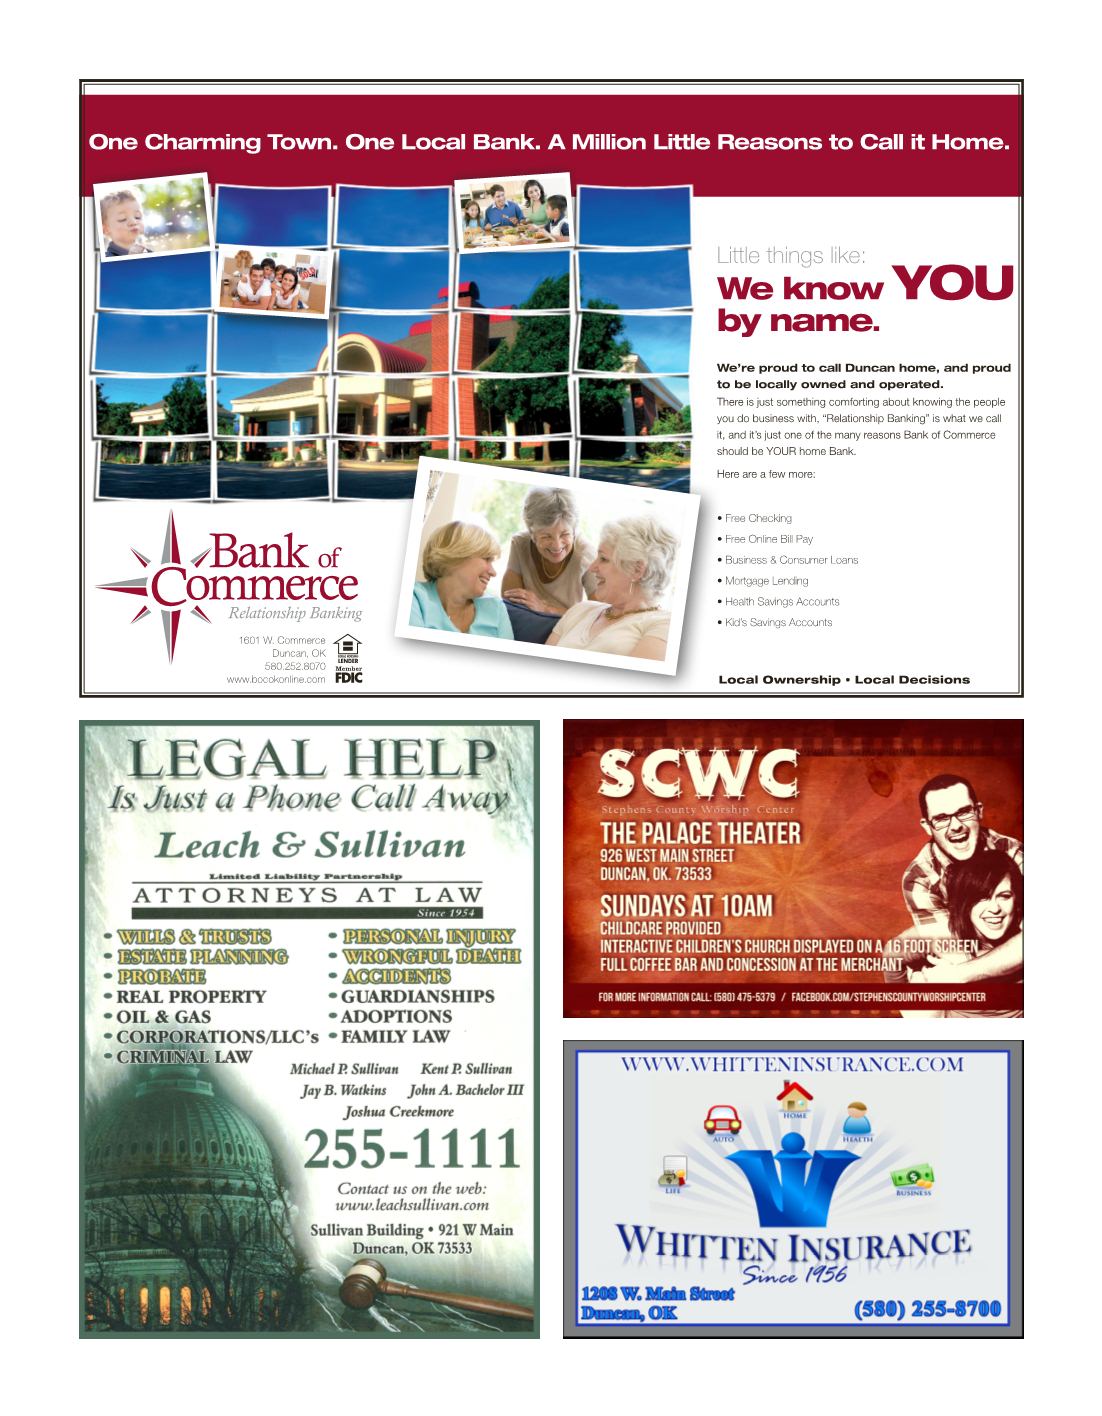 One Charming Town. One Local Bank. A Million Little Reasons to Call it Home.
Little things like:
We know YOU
by name.
We're proud to call Duncan home, and proud
to be locally owned and operated.
There is just something comforting about knowing the people
you do business with, "Relationship Banking" is what we call
it, and it's just one of the many reasons Bank of Commerce
should be YOUR home Bank.
Here are a few more:
• Free Checking
• Free Online Bill Pay
• Business & Consumer Loans
• Mortgage Lending
• Health Savings Accounts
• Kid's Savings Accounts
Local Ownership • Local Decisions
Bank of
Commerce
Relationship Banking
1601 W. Commerce
Duncan, OK
580.252.8070
www.bocokonline.com
EQUAL HOUSING
LENDER
Member
FDIC
LEGAL HELP
Is Just a Phone Call Away
Leach & Sullivan
Limited Liability Partnership
ATTORNEYS AT LAW
Since 1954
• WILLS & TRUSTS
• ESTATE PLANNING
• PROBATE
• REAL PROPERTY
• OIL & GAS
• CORPORATIONS/LLC's
• CRIMINAL LAW
• PERSONAL INJURY
• WRONGFUL DEATH
• ACCIDENTS
• GUARDIANSHIPS
• ADOPTIONS
• FAMILY LAW
Michael P. Sullivan Kent P. Sullivan
Jay B. Watkins John A. Bachelor III
Joshua Creekmore
255-1111
Contact us on the web:
www.leachsullivan.com
Sullivan Building • 921 W Main
Duncan, OK 73533
SCWC
Stephens County Worship Center
THE PALACE THEATER
926 WEST MAIN STREET
DUNCAN, OK. 73533
SUNDAYS AT 10AM
CHILDCARE PROVIDED
INTERACTIVE CHILDREN'S CHURCH DISPLAYED ON A 16 FOOT SCREEN
FULL COFFEE BAR AND CONCESSION AT THE MERCHANT
FOR MORE INFORMATION CALL: (580) 475-5379 / FACEBOOK.COM/STEPHENSCOUNTYWORSHIPCENTER
WWW.WHITTENINSURANCE.COM
HOME
AUTO
HEALTH
LIFE
BUSINESS
WHITTEN INSURANCE
Since 1956
1208 W. Main Street
Duncan, OK
(580) 255-8700